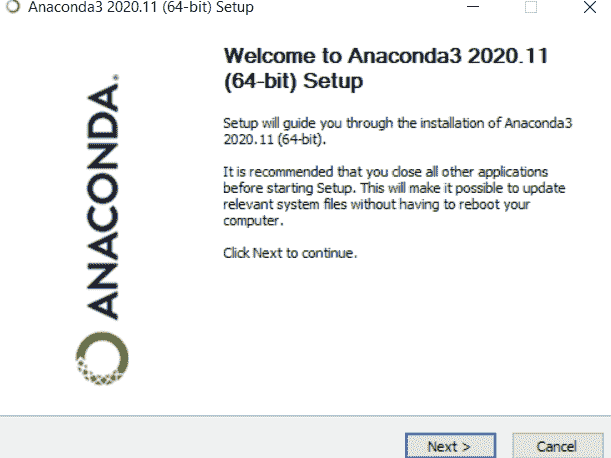 Anaconda3 2020.11 (64-bit) Setup
Welcome to Anaconda3 2020.11
(64-bit) Setup
Setup will guide you through the installation of Anaconda3
2020.11 (64-bit).
It is recommended that you close all other applications
before starting Setup. This will make it possible to update
relevant system files without having to reboot your
computer.
Click Next to continue.
ANACONDA.
Next >
Cancel